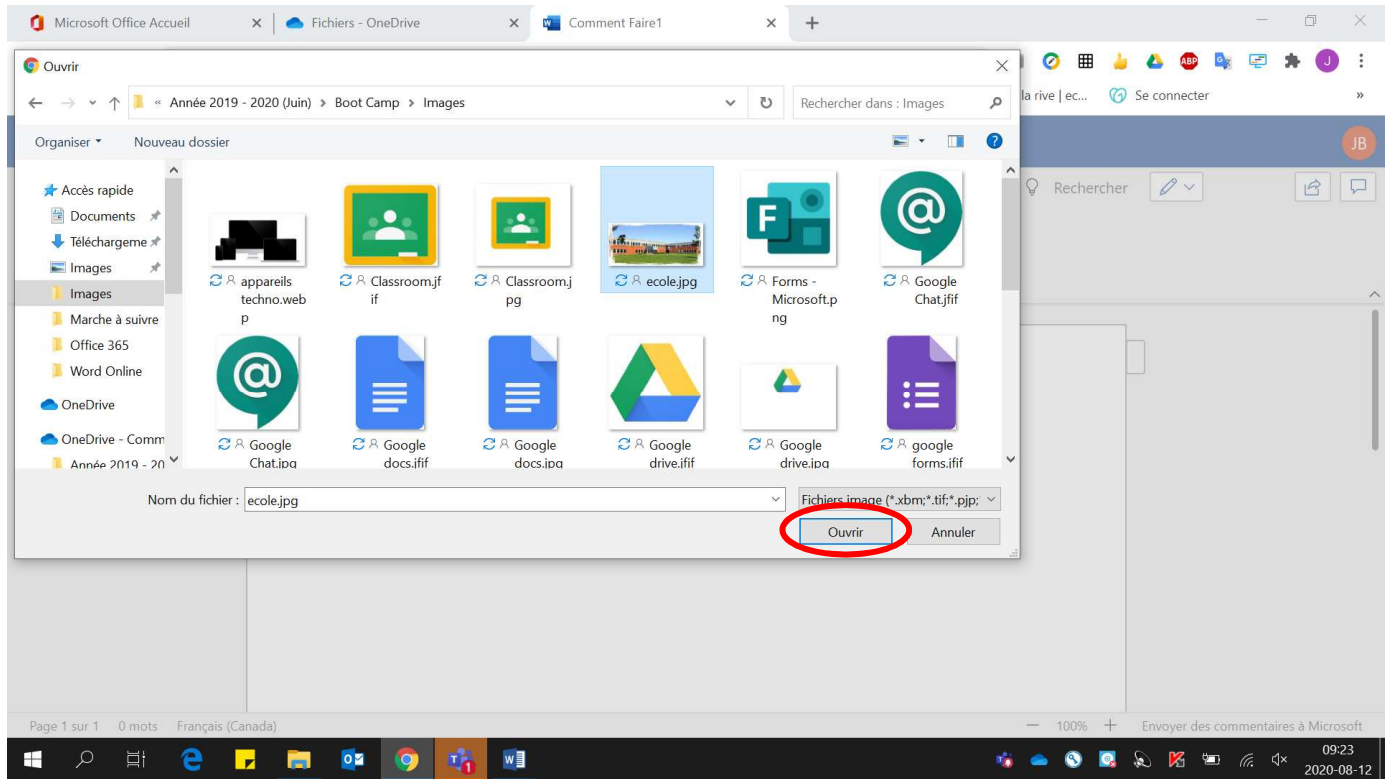 Microsoft Office Accueil
Fichiers - OneDrive
Comment Faire1
Ouvrir
« Année 2019 - 2020 (Juin) > Boot Camp > Images
Rechercher dans : Images
la rive | ec...
Se connecter
»
Organiser
Nouveau dossier
JB
J
ABP
Rechercher
Accès rapide
Documents
Téléchargeme
Images
Images
Marche à suivre
Office 365
Word Online
OneDrive
OneDrive - Comm
Année 2019 - 20
appareils
techno.web
p
Classroom.jf
if
Classroom.j
pg
ecole.jpg
Forms -
Microsoft.p
ng
Google
Chat.jfif
Google
Chat.jpg
Google
docs.jfif
Google
docs.jpg
Google
drive.jfif
Google
drive.jpg
google
forms.jfif
Nom du fichier :
ecole.jpg
Fichiers image (*.xbm;*.tif;*.pjp;
Ouvrir
Annuler
Page 1 sur 1
0 mots
Français (Canada)
100%
Envoyer des commentaires à Microsoft
09:23
2020-08-12